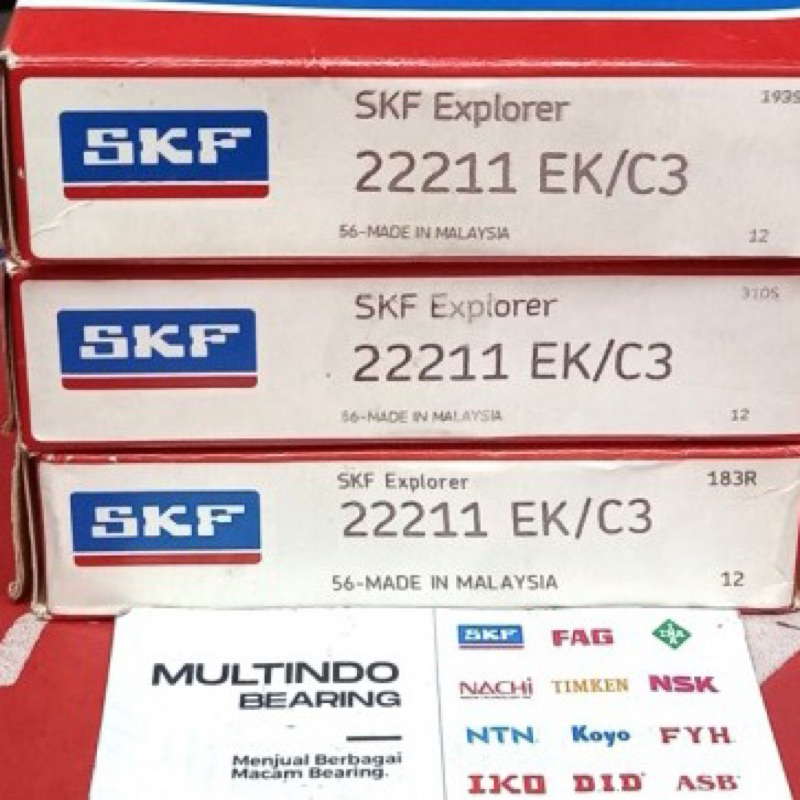 SKF
SKF Explorer
193S
22211 EK/C3
56-MADE IN MALAYSIA
12
SKF
SKF Explorer
310S
22211 EK/C3
56-MADE IN MALAYSIA
12
SKF
SKF Explorer
183R
22211 EK/C3
56-MADE IN MALAYSIA
12
MULTINDO
BEARING
Menjual Berbagai
Macam Bearing.
SKF FAG INA
NACHi TIMKEN NSK
NTN Koyo FYH
IKO D.I.D ASB